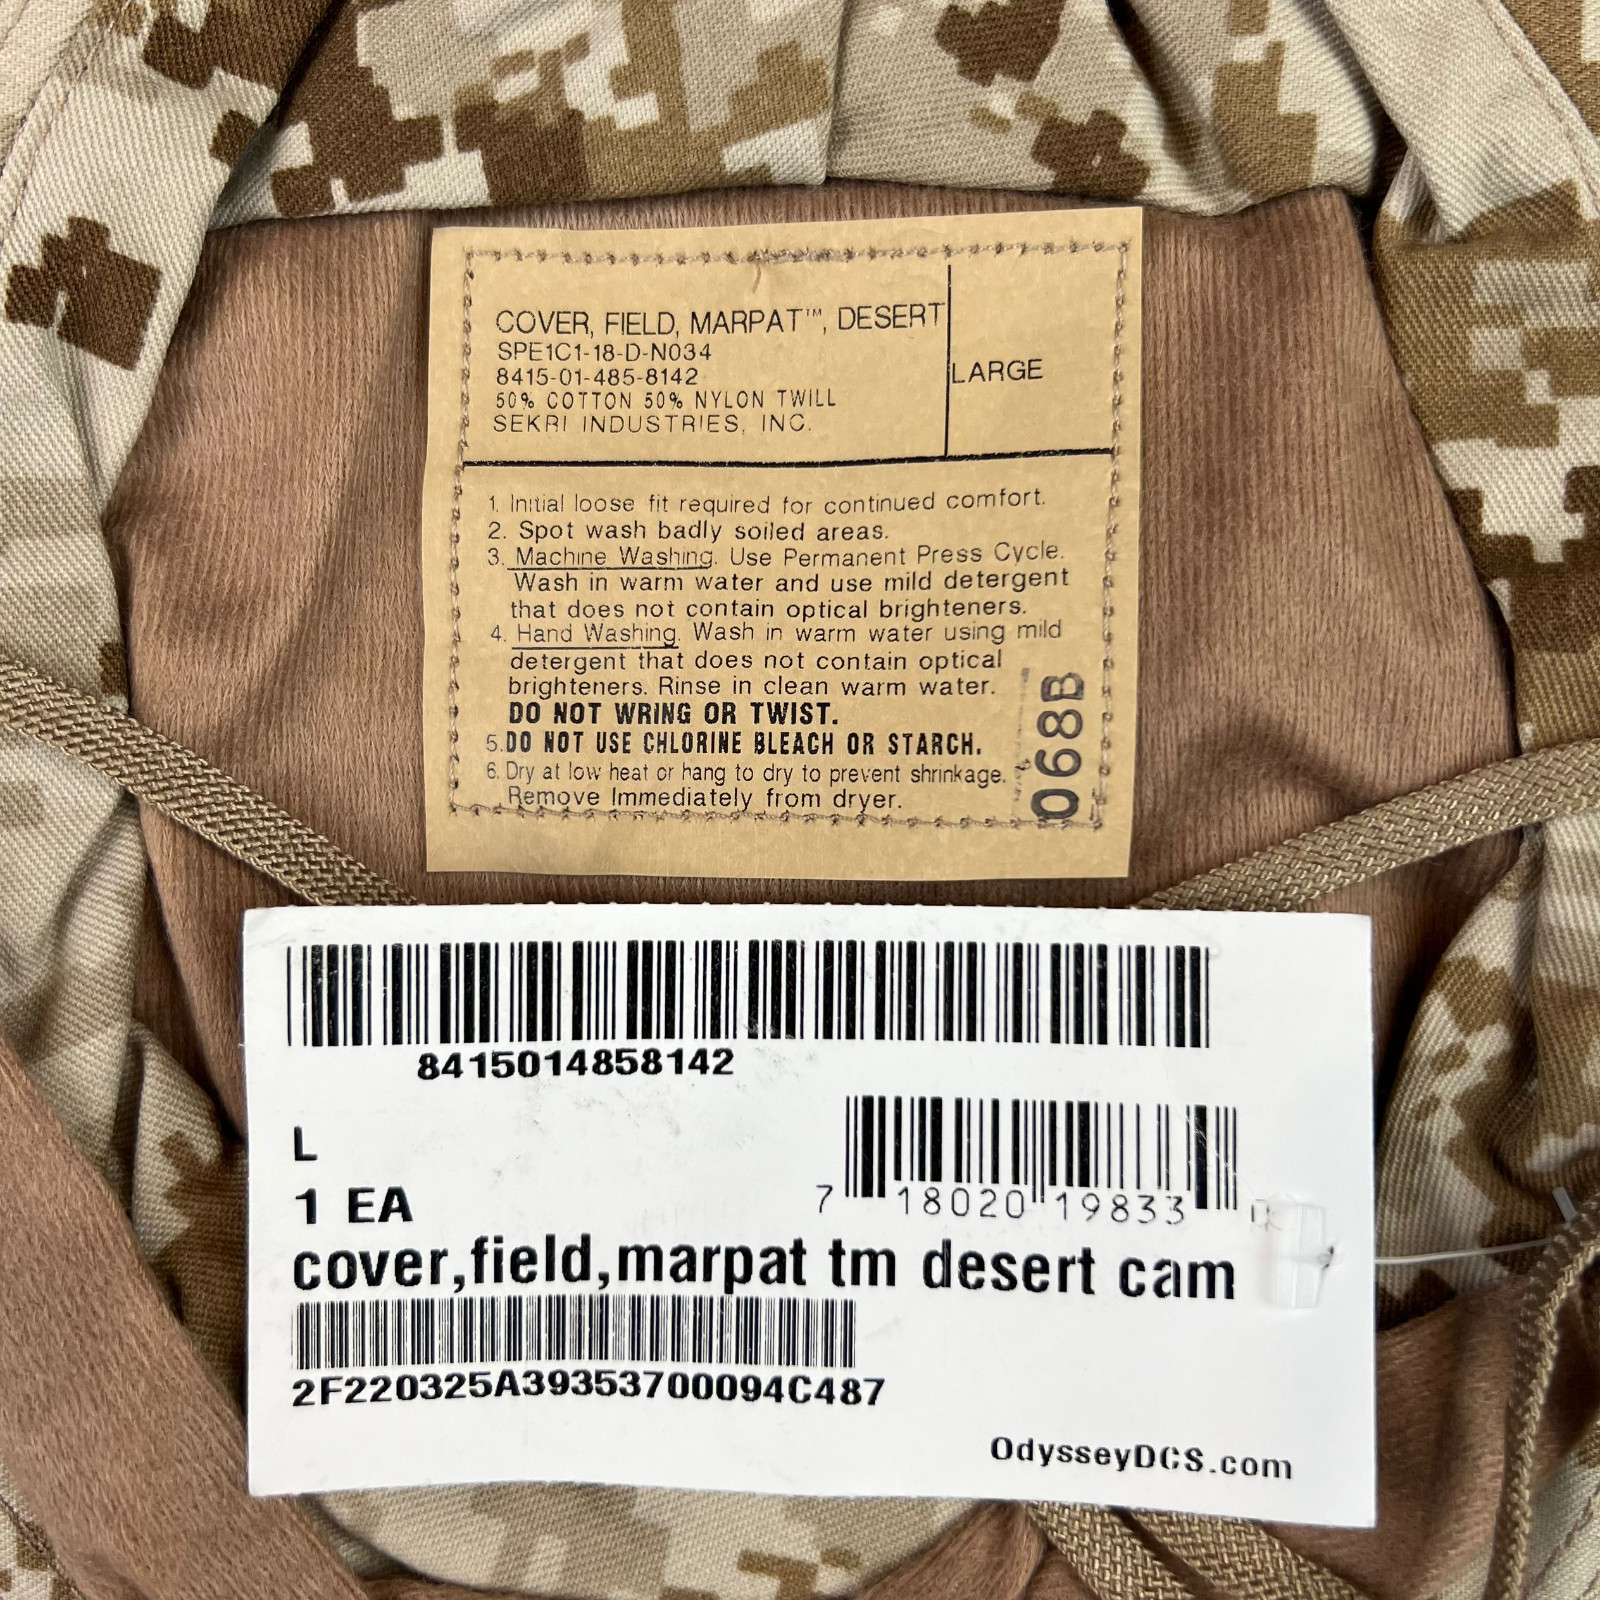 COVER, FIELD, MARPAT™, DESERT
SPE1C1-18-D-N034
8415-01-485-8142
50% COTTON 50% NYLON TWILL
SEKRI INDUSTRIES, INC.
LARGE
1. Initial loose fit required for continued comfort.
2. Spot wash badly soiled areas.
3. Machine Washing. Use Permanent Press Cycle.
Wash in warm water and use mild detergent
that does not contain optical brighteners.
4. Hand Washing. Wash in warm water using mild
detergent that does not contain optical
brighteners. Rinse in clean warm water.
DO NOT WRING OR TWIST.
5. DO NOT USE CHLORINE BLEACH OR STARCH.
6. Dry at low heat or hang to dry to prevent shrinkage.
Remove Immediately from dryer.
068B
8415014858142
L
1 EA
7 18020 19833
cover,field,marpat tm desert cam
2F220325A39353700094C487
OdysseyDCS.com